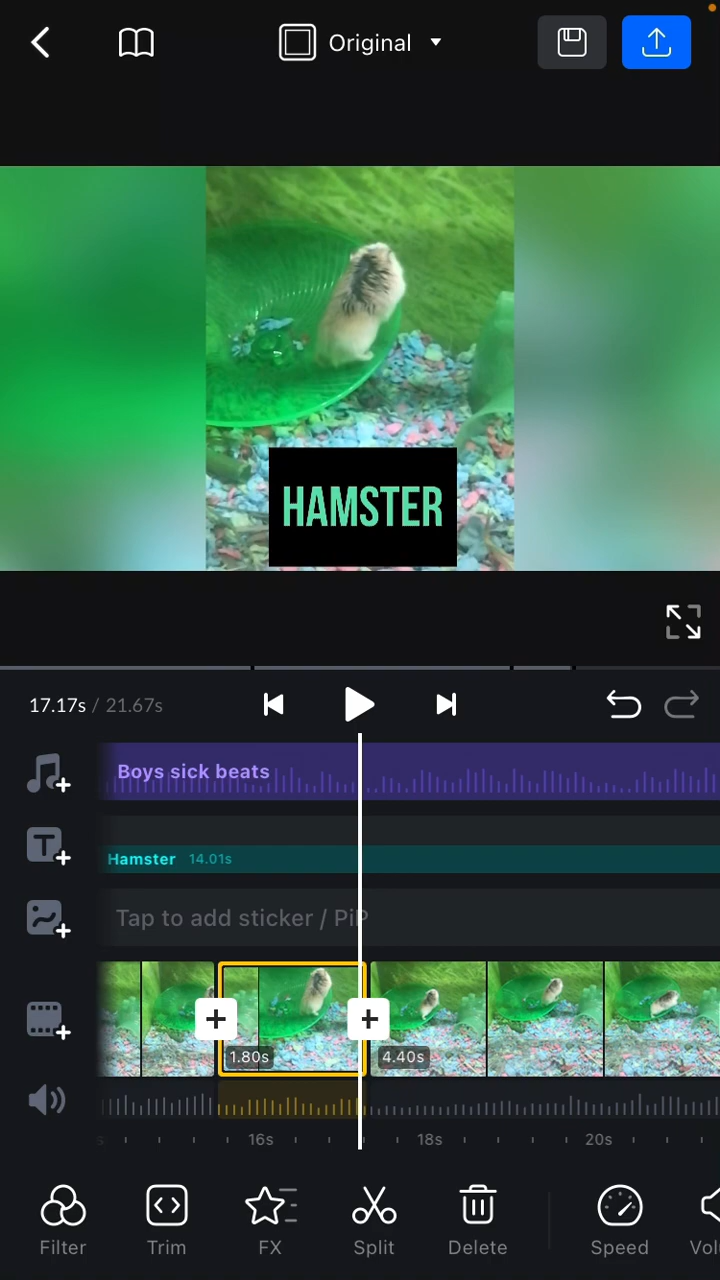 Original
HAMSTER
17.17s / 21.67s
Boys sick beats
Hamster 14.01s
Tap to add sticker / PiP
1.80s
4.40s
16s
18s
20s
Filter
Trim
FX
Split
Delete
Speed